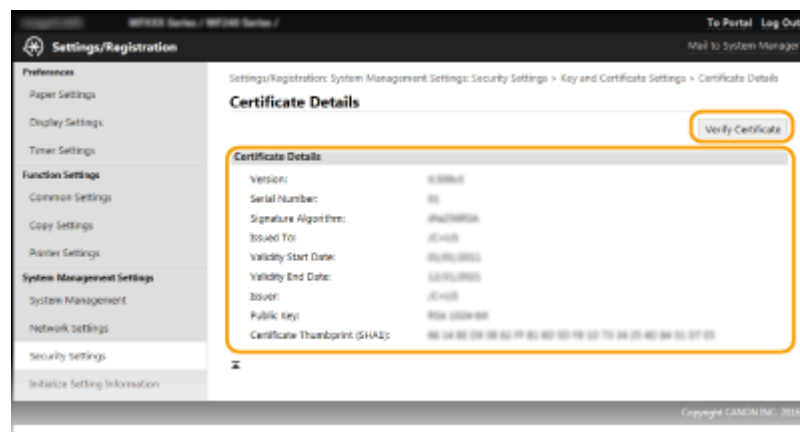 To Portal Log Out
Settings/Registration
Mail to System Manager
Preferences
Paper Settings
Display Settings
Timer Settings
Function Settings
Common Settings
Copy Settings
Printer Settings
System Management Settings
System Management
Network Settings
Security Settings
Initialize Setting Information
Settings/Registration: System Management Settings: Security Settings > Key and Certificate Settings > Certificate Details
Certificate Details
Verify Certificate
Certificate Details
Version:
Serial Number:
Signature Algorithm:
Issued To:
Validity Start Date:
Validity End Date:
Issuer:
Public Key:
Certificate Thumbprint (SHA1):
Copyright CANON INC. 2016